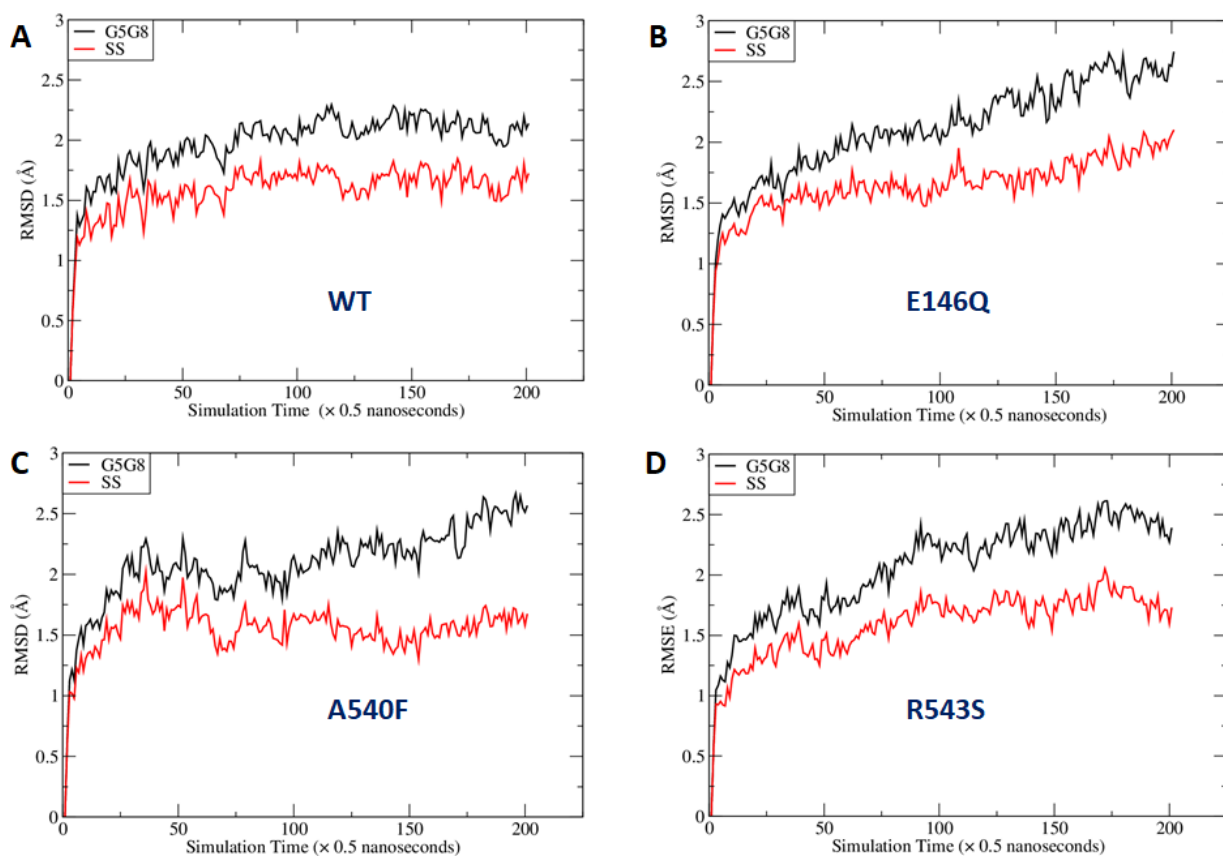 A
G5G8
SS
3
2.5
2
1.5
1
0.5
0
RMSD (Å)
WT
0 50 100 150 200
Simulation Time (× 0.5 nanoseconds)
B
G5G8
SS
3
2.5
2
1.5
1
0.5
0
RMSD (Å)
E146Q
0 50 100 150 200
Simulation Time (× 0.5 nanoseconds)
C
G5G8
SS
3
2.5
2
1.5
1
0.5
0
RMSD (Å)
A540F
0 50 100 150 200
Simulation Time (× 0.5 nanoseconds)
D
G5G8
SS
3
2.5
2
1.5
1
0.5
0
RMSE (Å)
R543S
0 50 100 150 200
Simulation Time (× 0.5 nanoseconds)